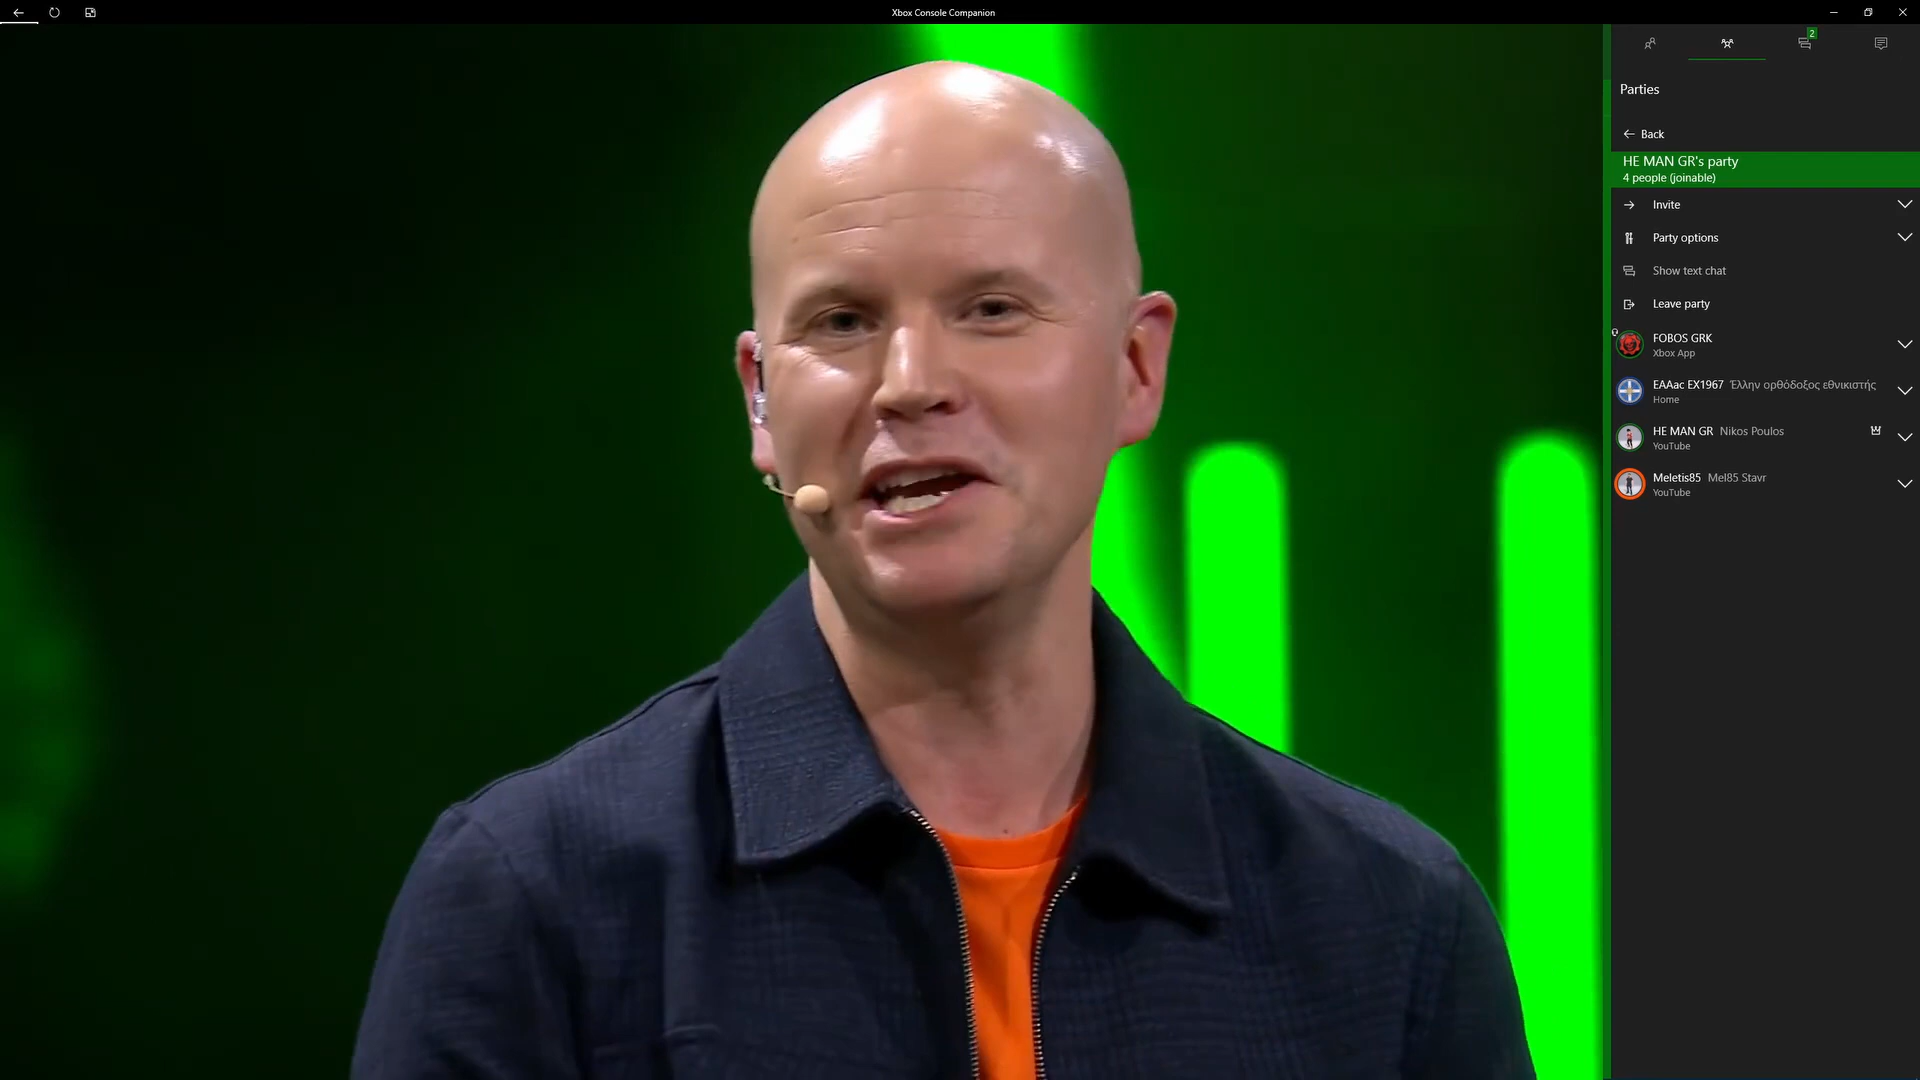 Xbox Console Companion
2
Parties
Back
HE MAN GR's party
4 people (joinable)
Invite
Party options
Show text chat
Leave party
FOBOS GRK
Xbox App
EAAac EX1967 Έλλην ορθόδοξος εθνικιστής
Home
HE MAN GR Nikos Poulos
YouTube
Meletis85 Mel85 Stavr
YouTube